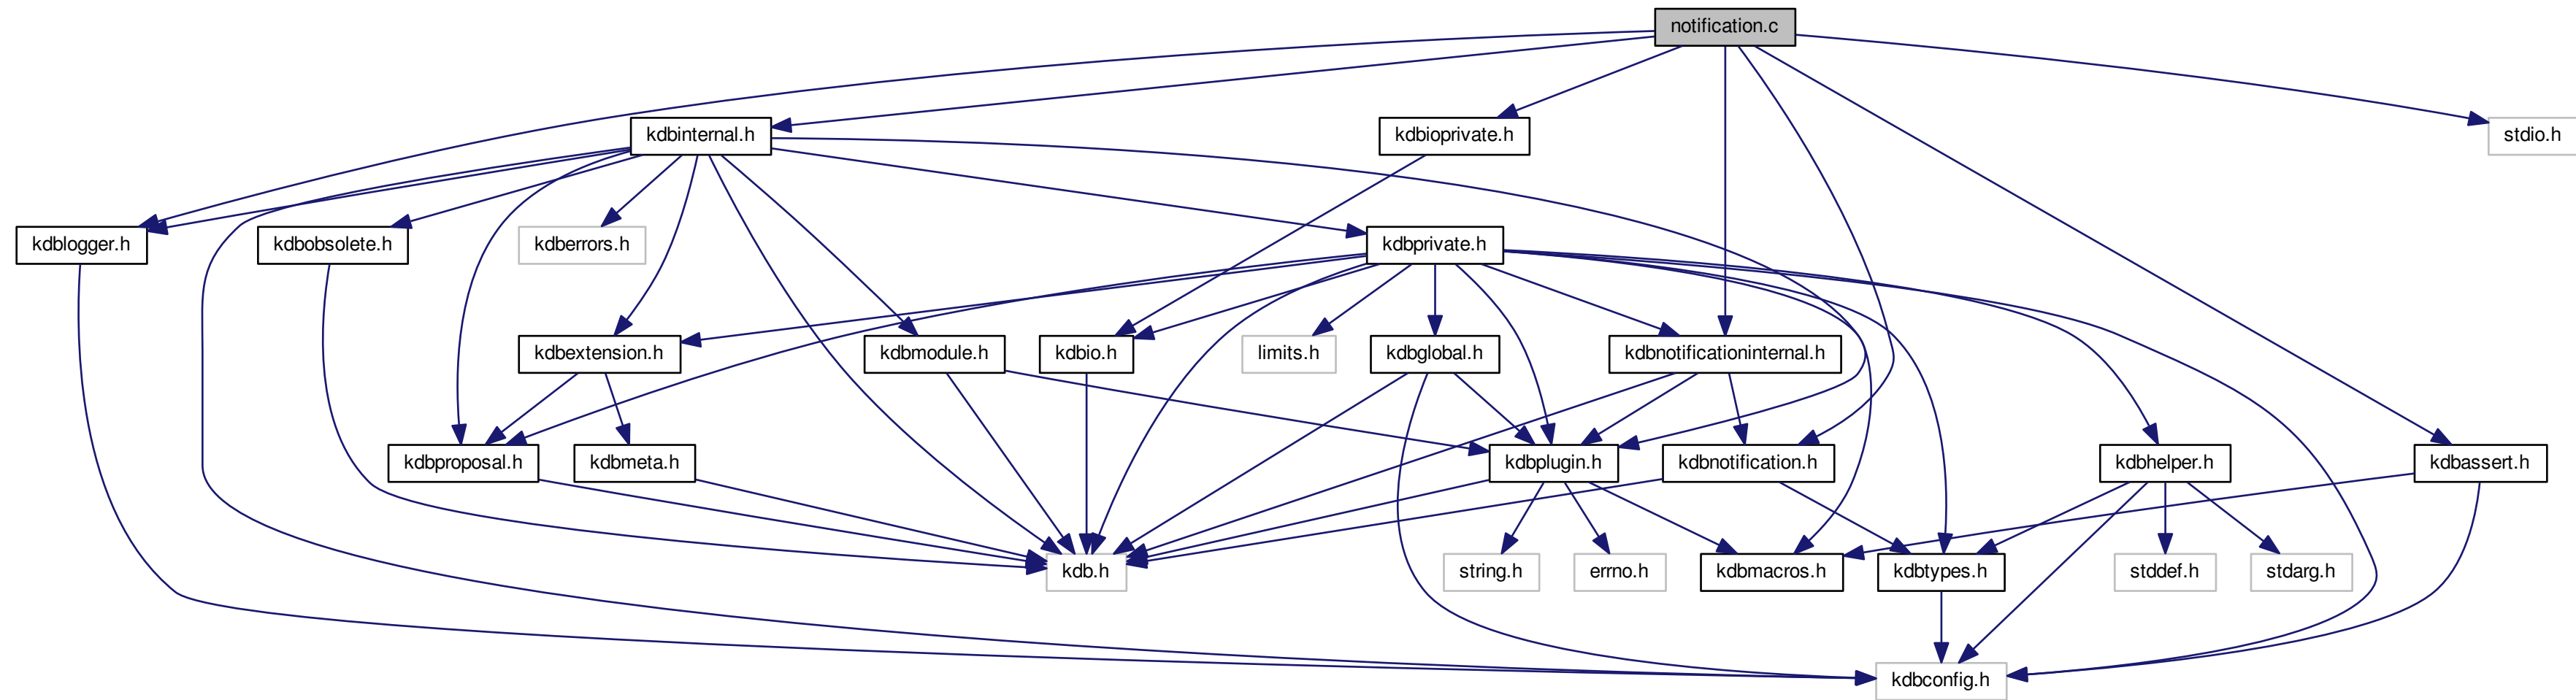 notification.c
kdbinternal.h
kdbioprivate.h
stdio.h
kdblogger.h
kdbobsolete.h
kdberrors.h
kdbprivate.h
kdbextension.h
kdbmodule.h
kdbio.h
limits.h
kdbglobal.h
kdbnotificationinternal.h
kdbproposal.h
kdbmeta.h
kdbplugin.h
kdbnotification.h
kdbhelper.h
kdbassert.h
kdb.h
string.h
errno.h
kdbmacros.h
kdbtypes.h
stddef.h
stdarg.h
kdbconfig.h